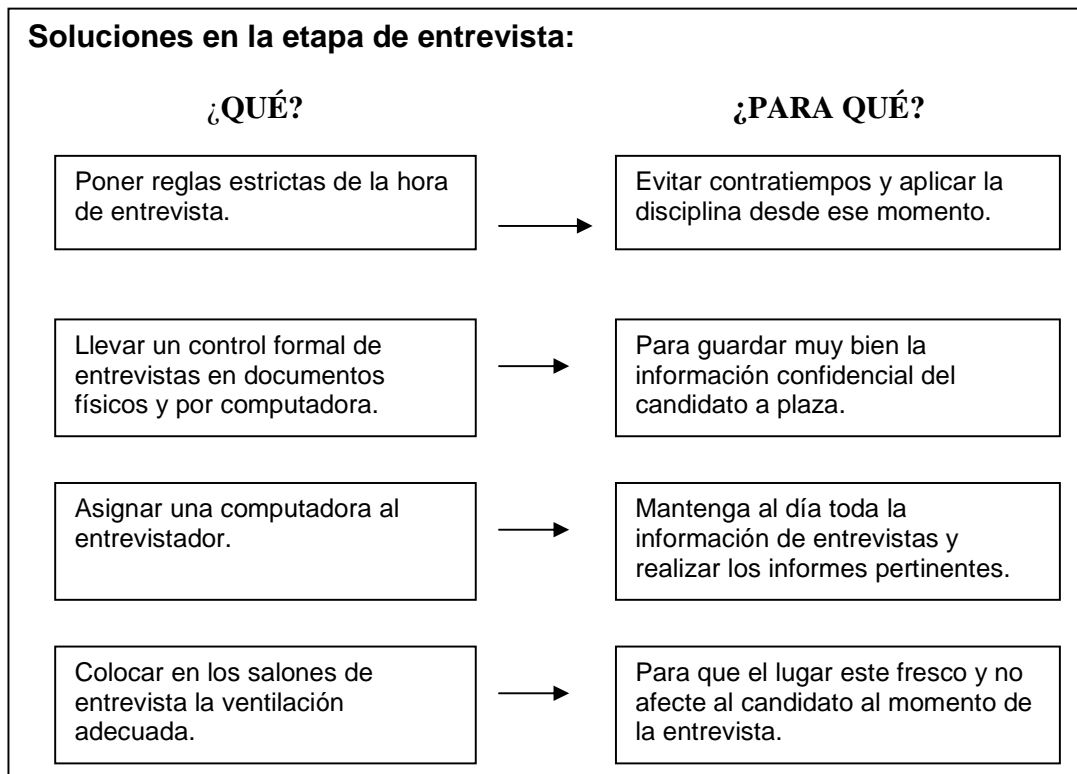 Soluciones en la etapa de entrevista:
¿QUÉ?
¿PARA QUÉ?
Poner reglas estrictas de la hora
de entrevista.
Evitar contratiempos y aplicar la
disciplina desde ese momento.
Llevar un control formal de
entrevistas en documentos
físicos y por computadora.
Para guardar muy bien la
información confidencial del
candidato a plaza.
Asignar una computadora al
entrevistador.
Mantenga al día toda la
información de entrevistas y
realizar los informes pertinentes.
Colocar en los salones de
entrevista la ventilación
adecuada.
Para que el lugar este fresco y no
afecte al candidato al momento de
la entrevista.